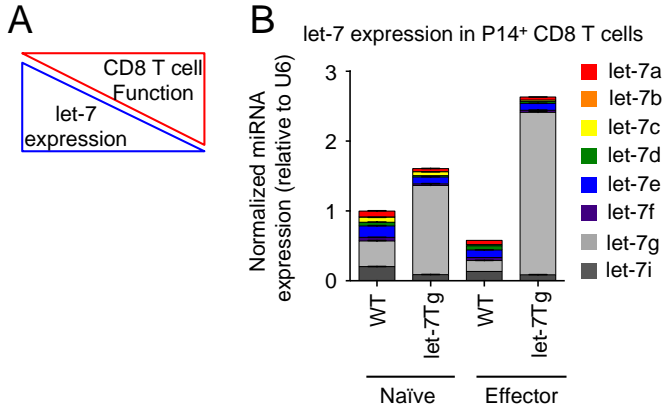 A
CD8 T cell
Function
let-7
expression
B
let-7 expression in P14⁺ CD8 T cells
Normalized miRNA
expression (relative to U6)
3
2
1
0
WT
let-7Tg
WT
let-7Tg
Naïve
Effector
let-7a
let-7b
let-7c
let-7d
let-7e
let-7f
let-7g
let-7i